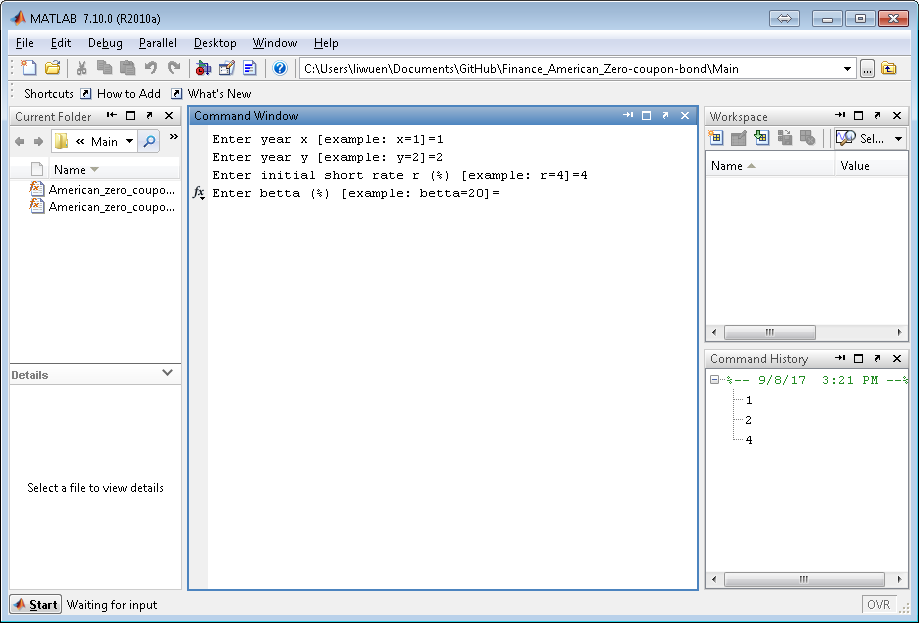 MATLAB 7.10.0 (R2010a)
File Edit Debug Parallel Desktop Window Help
C:\Users\liwuen\Documents\GitHub\Finance_American_Zero-coupon-bond\Main
...
Shortcuts How to Add What's New
Current Folder
« Main
»
Name
American_zero_coupo...
American_zero_coupo...
Details
Select a file to view details
Command Window
Enter year x [example: x=1]=1
Enter year y [example: y=2]=2
Enter initial short rate r (%) [example: r=4]=4
fx Enter betta (%) [example: betta=20]=
Workspace
Sel...
Name Value
Command History
%-- 9/8/17 3:21 PM --%
1
2
4
Start Waiting for input
OVR